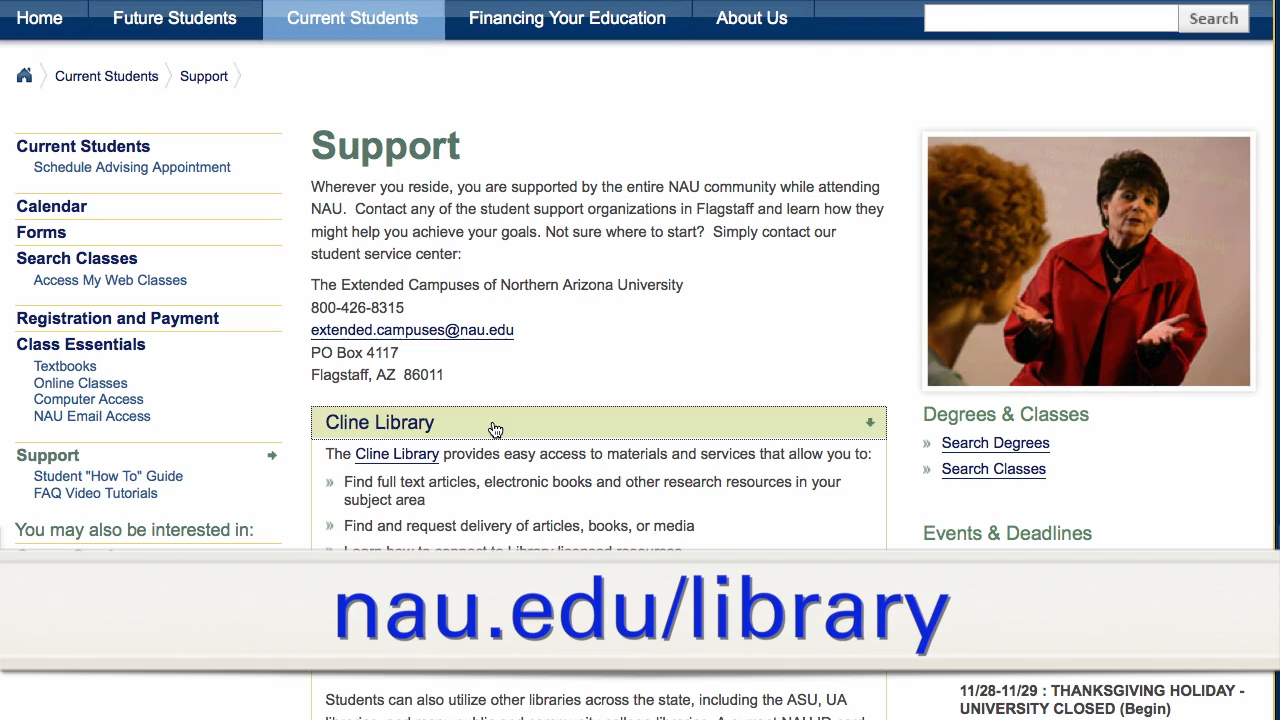 Home
Future Students
Current Students
Financing Your Education
About Us
Search
Current Students
Support
Current Students
Schedule Advising Appointment
Calendar
Forms
Search Classes
Access My Web Classes
Registration and Payment
Class Essentials
Textbooks
Online Classes
Computer Access
NAU Email Access
Support
Student "How To" Guide
FAQ Video Tutorials
You may also be interested in:
Support
Wherever you reside, you are supported by the entire NAU community while attending
NAU.  Contact any of the student support organizations in Flagstaff and learn how they
might help you achieve your goals. Not sure where to start?  Simply contact our
student service center:
The Extended Campuses of Northern Arizona University
800-426-8315
extended.campuses@nau.edu
PO Box 4117
Flagstaff, AZ  86011
Cline Library
The Cline Library provides easy access to materials and services that allow you to:
» Find full text articles, electronic books and other research resources in your
subject area
» Find and request delivery of articles, books, or media
» Learn how to connect to Library licensed resources
Students can also utilize other libraries across the state, including the ASU, UA
Degrees & Classes
» Search Degrees
» Search Classes
Events & Deadlines
11/28-11/29 : THANKSGIVING HOLIDAY -
UNIVERSITY CLOSED (Begin)
nau.edu/library